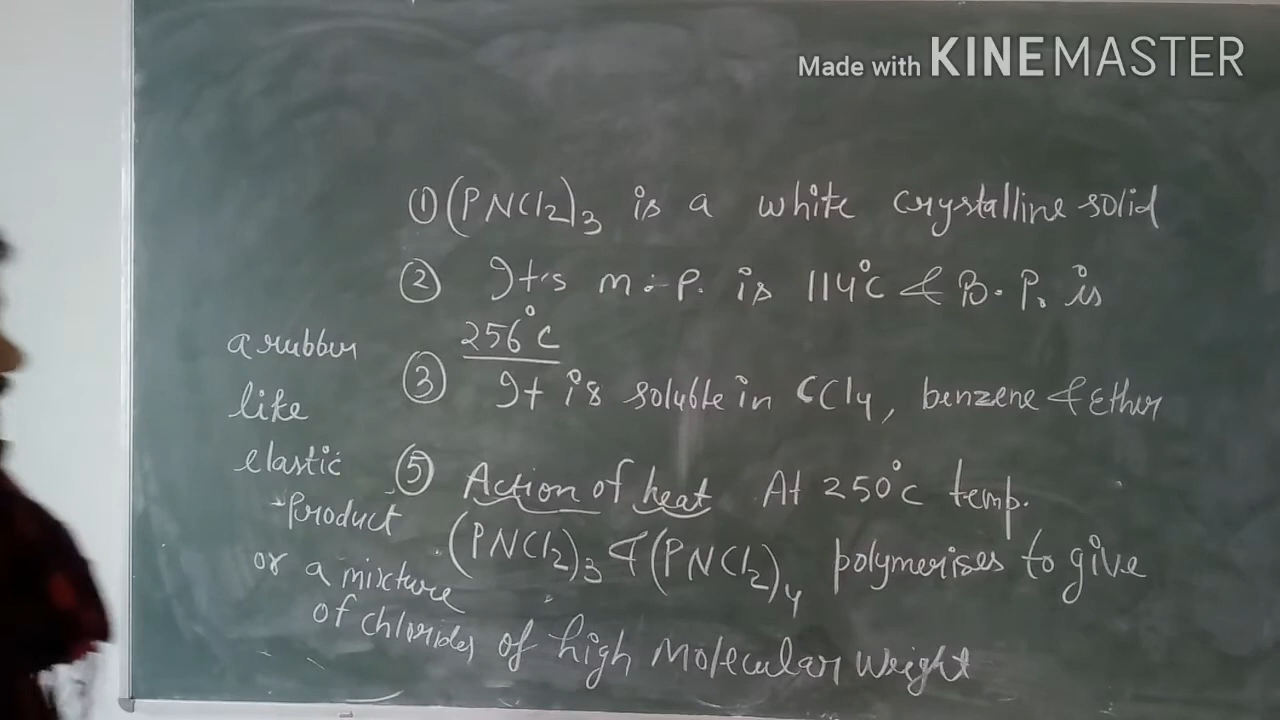 Made with KINEMASTER
① (PNCl2)3 is a white crystalline solid
② It's m.p. is 114°C & B.P. is
256°C
③ It is soluble in CCl4, benzene & Ether
⑤ Action of heat At 250°C temp.
(PNCl2)3 & (PNCl2)4 polymerises to give
a rubber
like
elastic
product
or a mixture
of chlorides of high Molecular Weight